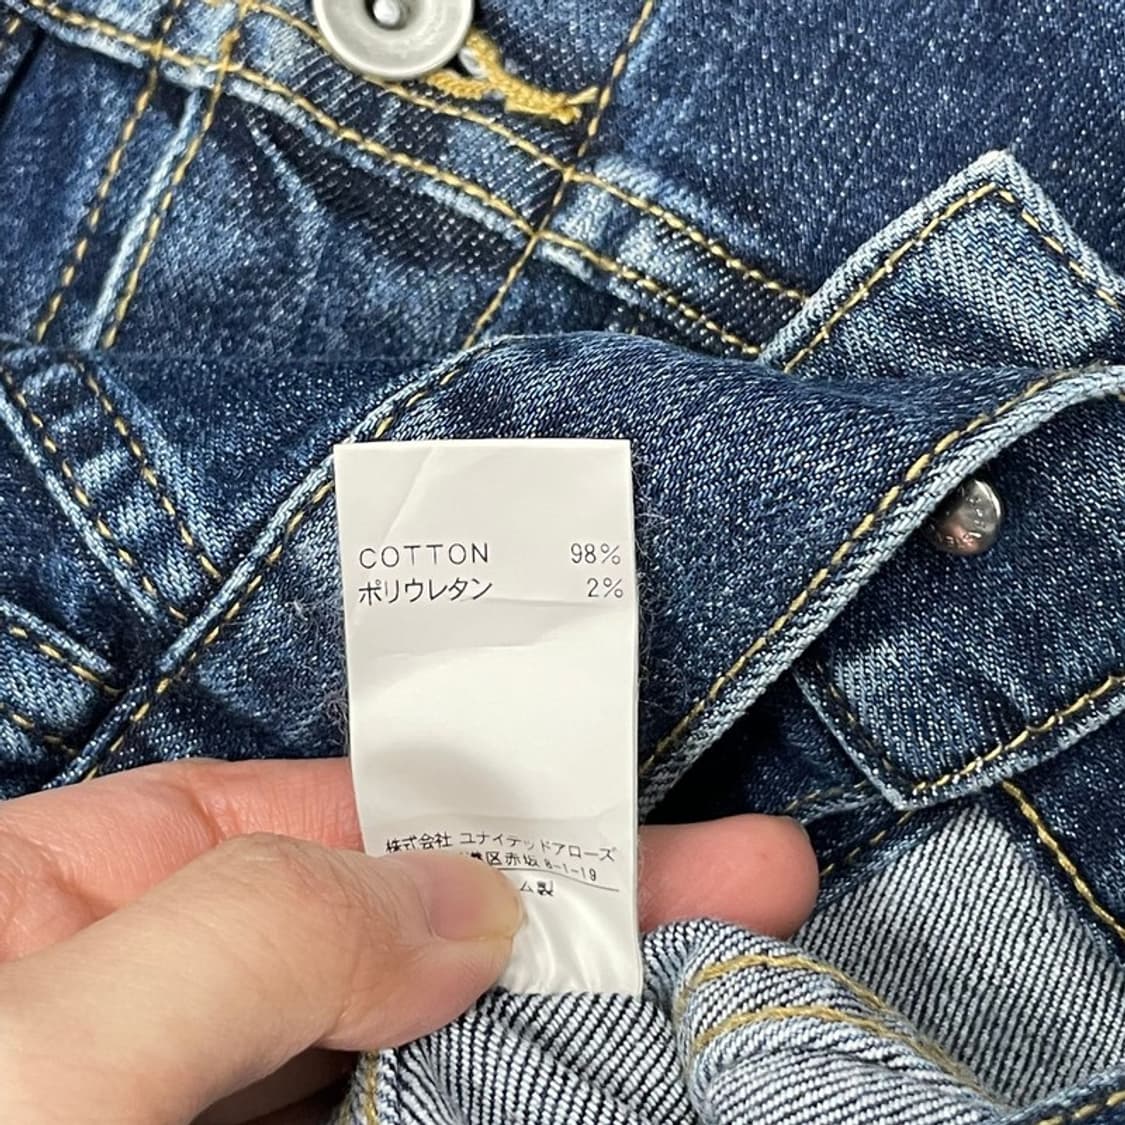 COTTON 98%
ポリウレタン 2%
株式会社 ユナイテッドアローズ
区赤坂 8-1-19
ム製